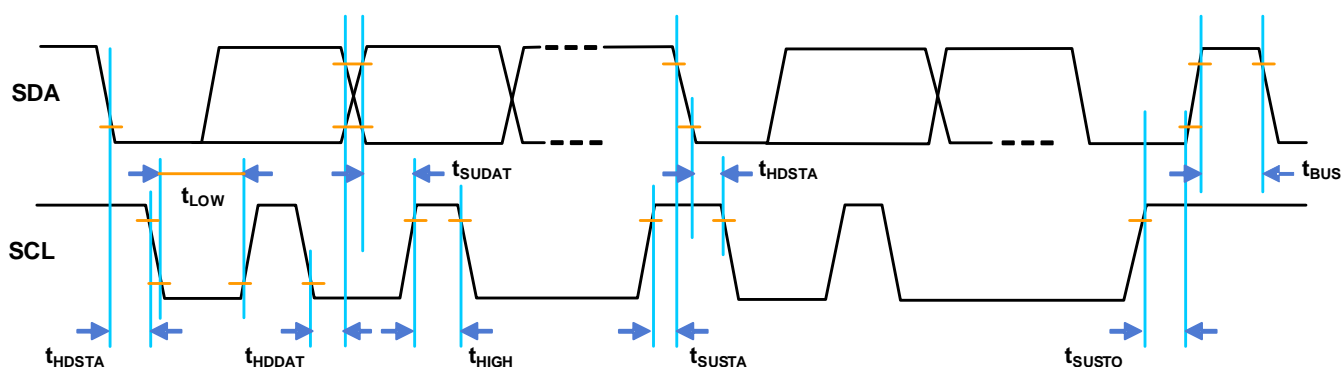 SDA
tSUDAT
tHDSTA
tBUS
tLOW
SCL
tHDSTA
tHDDAT
tHIGH
tSUSTA
tSUSTO